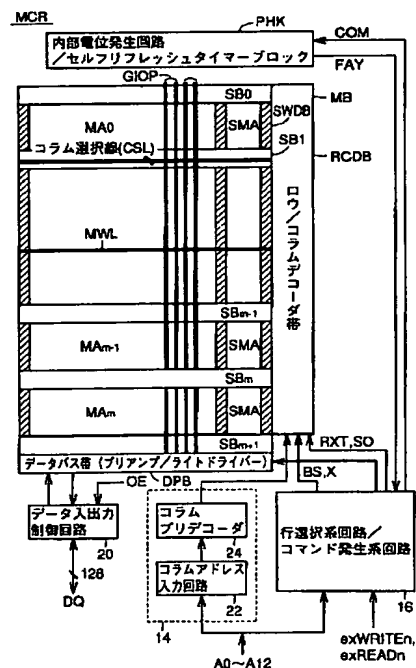 MCR
PHK
内部電位発生回路
／セルフリフレッシュタイマーブロック
COM
FAY
GIOP
SB0
MB
MA0
SMA
SWDB
SB1
コラム選択線(CSL)
RCDB
ロウ／コラムデコーダ帯
MWL
SBm-1
MAm-1
SMA
SBm
MAm
SMA
SBm+1
RXT,SO
データバス帯（プリアンプ／ライトドライバー）
BS,X
OE
DPB
データ入出力
制御回路
20
コラム
プリデコーダ
24
行選択系回路／
コマンド発生系回路
コラムアドレス
入力回路
22
128
DQ
14
16
A0～A12
exWRITEn,
exREADn